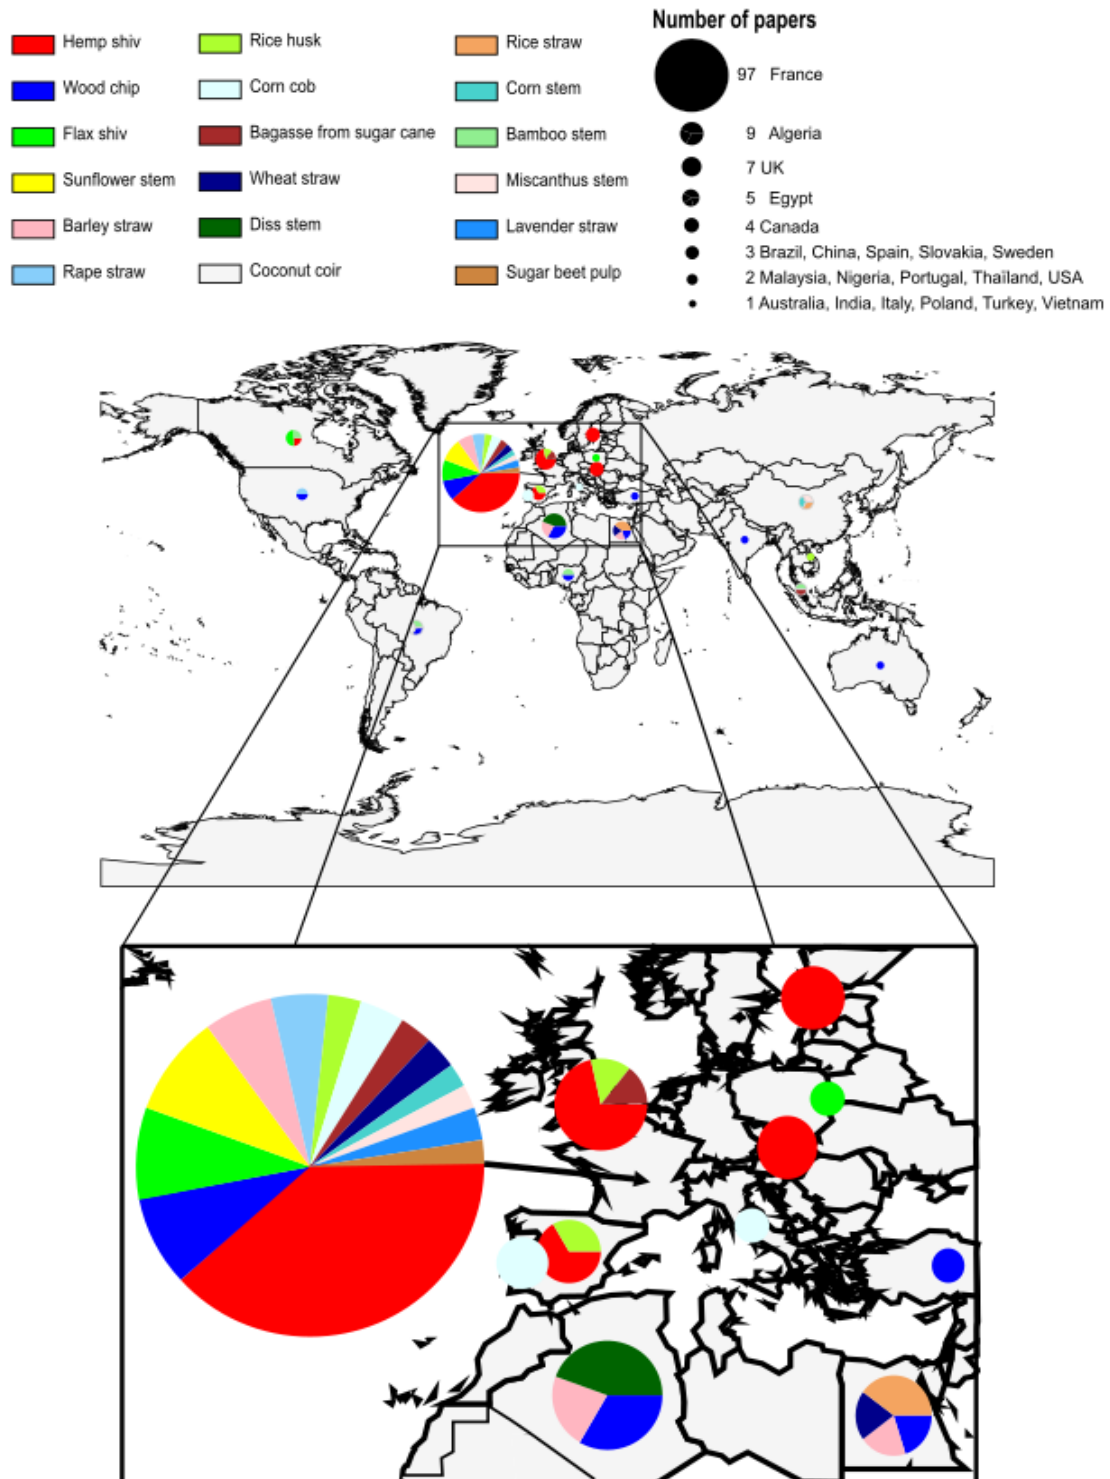 Number of papers
Hemp shiv
Rice husk
Rice straw
97 France
Wood chip
Corn cob
Corn stem
Flax shiv
Bagasse from sugar cane
Bamboo stem
9 Algeria
7 UK
Sunflower stem
Wheat straw
Miscanthus stem
5 Egypt
Barley straw
Diss stem
Lavender straw
4 Canada
3 Brazil, China, Spain, Slovakia, Sweden
Rape straw
Coconut coir
Sugar beet pulp
2 Malaysia, Nigeria, Portugal, Thaïland, USA
1 Australia, India, Italy, Poland, Turkey, Vietnam